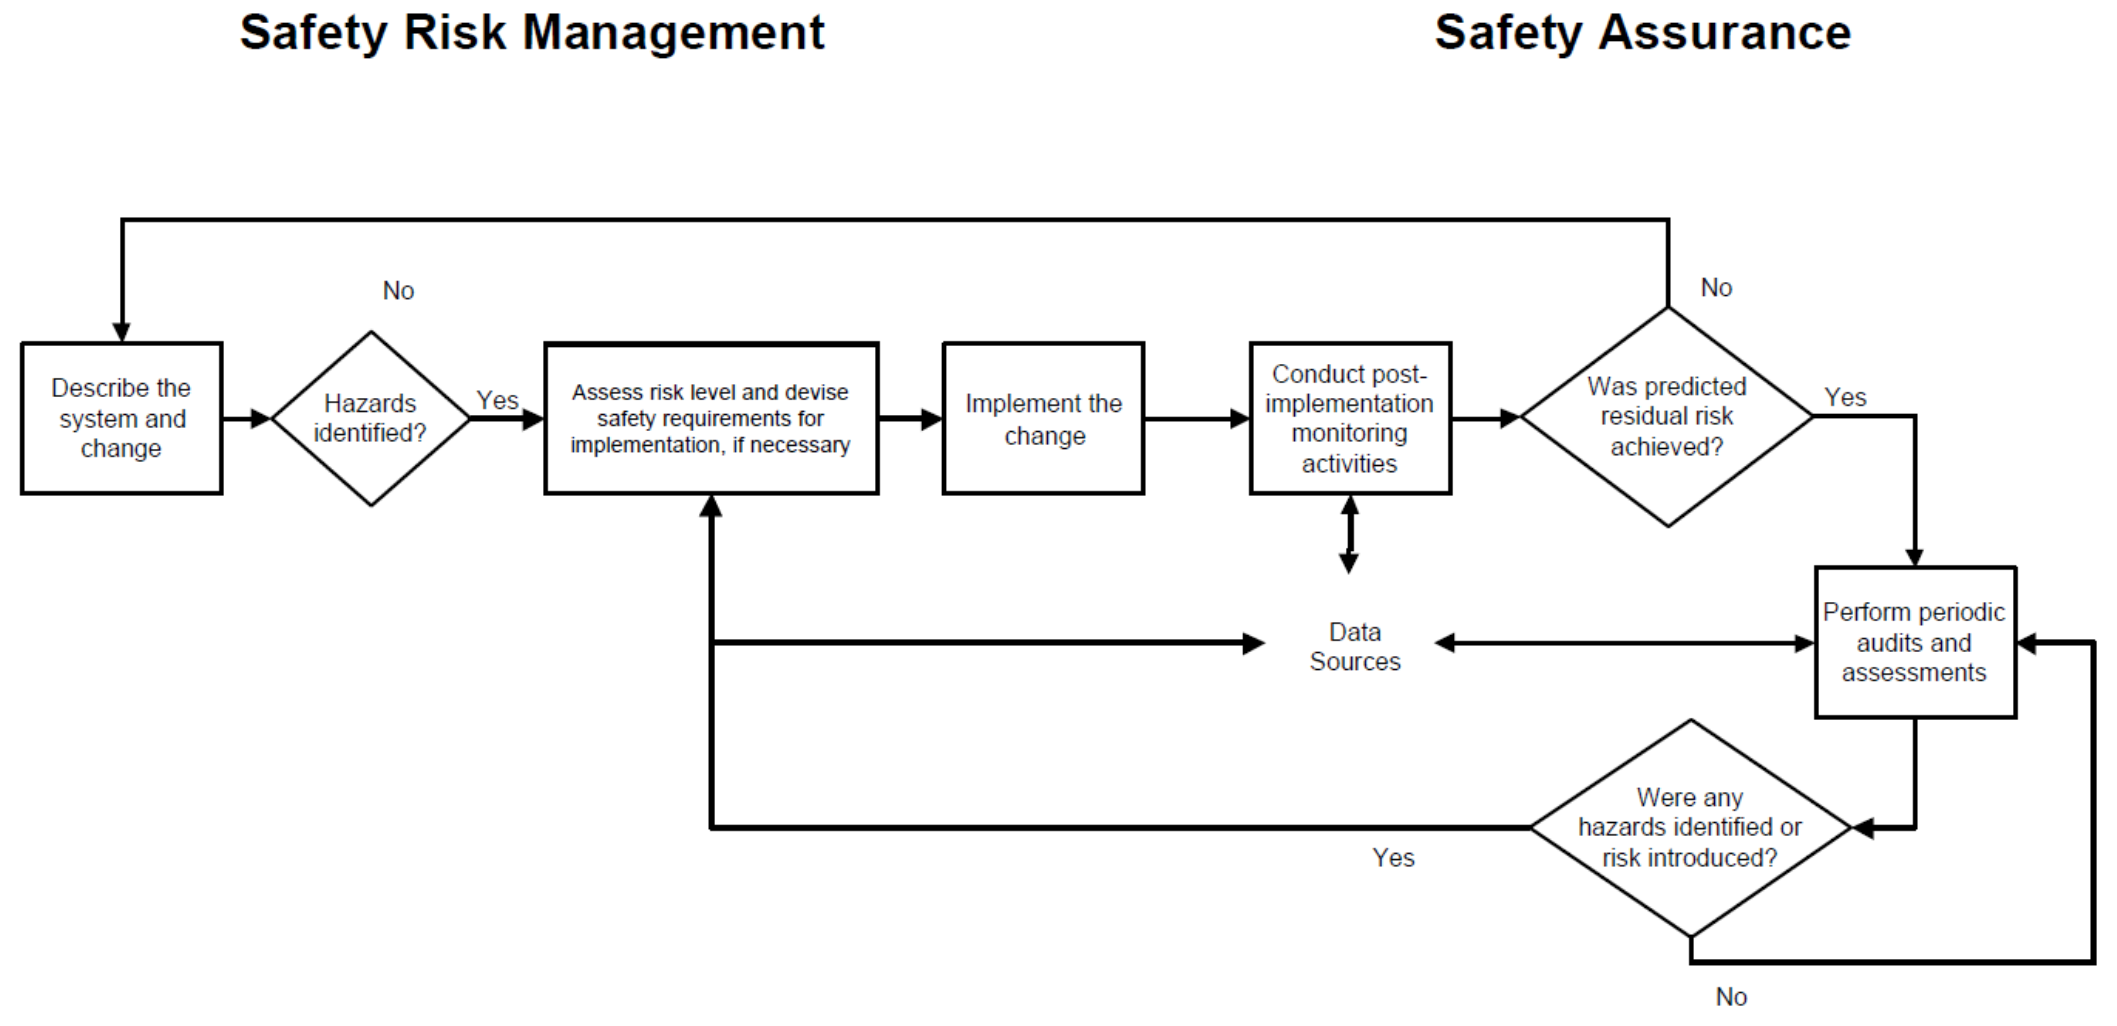 Safety Risk Management
Safety Assurance
No
No
Describe the
system and
change
Hazards
identified?
Yes
Assess risk level and devise
safety requirements for
implementation, if necessary
Implement the
change
Conduct post-
implementation
monitoring
activities
Was predicted
residual risk
achieved?
Yes
Data
Sources
Perform periodic
audits and
assessments
Were any
hazards identified or
risk introduced?
Yes
No